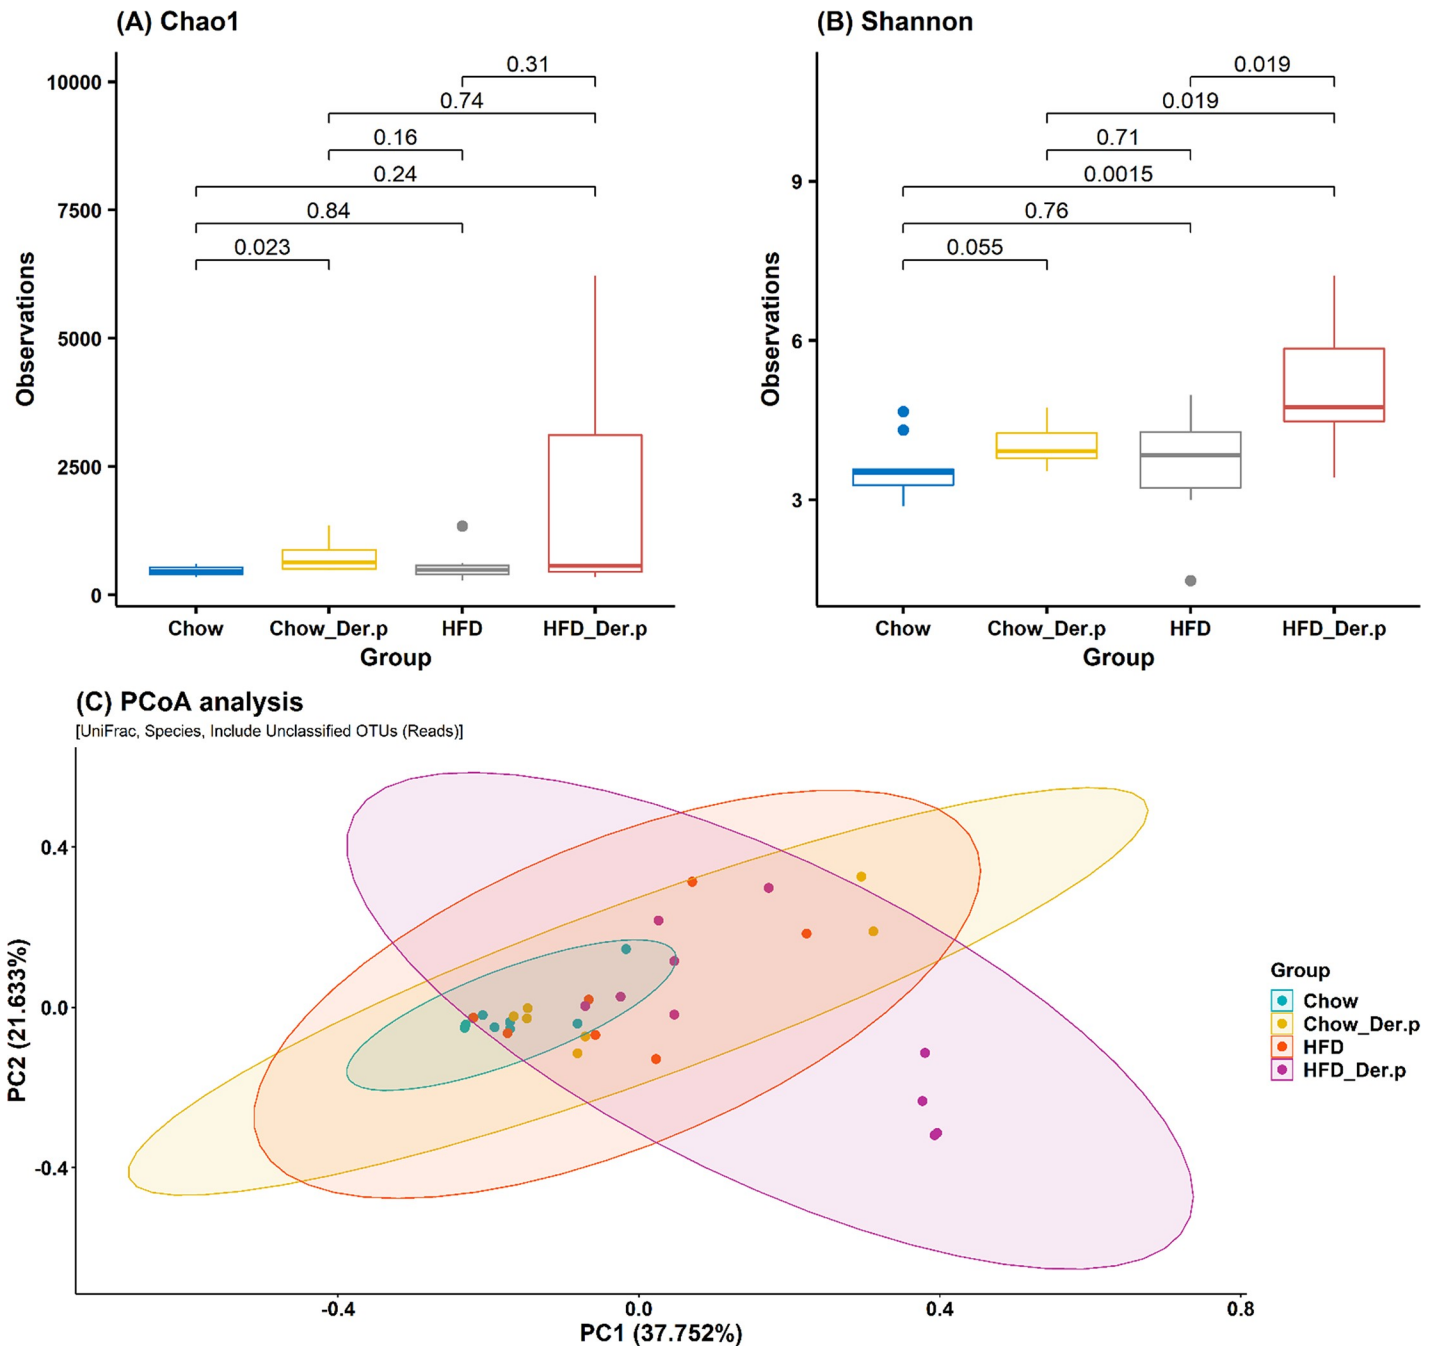 (A) Chao1
0.31
0.74
0.16
0.24
0.84
0.023
10000
7500
5000
2500
0
Observations
Chow Chow_Der.p HFD HFD_Der.p
Group
(B) Shannon
0.019
0.019
0.71
0.0015
0.76
0.055
9
6
3
Observations
Chow Chow_Der.p HFD HFD_Der.p
Group
(C) PCoA analysis
[UniFrac, Species, Include Unclassified OTUs (Reads)]
0.4
0.0
-0.4
PC2 (21.633%)
-0.4 0.0 0.4 0.8
PC1 (37.752%)
Group
Chow
Chow_Der.p
HFD
HFD_Der.p